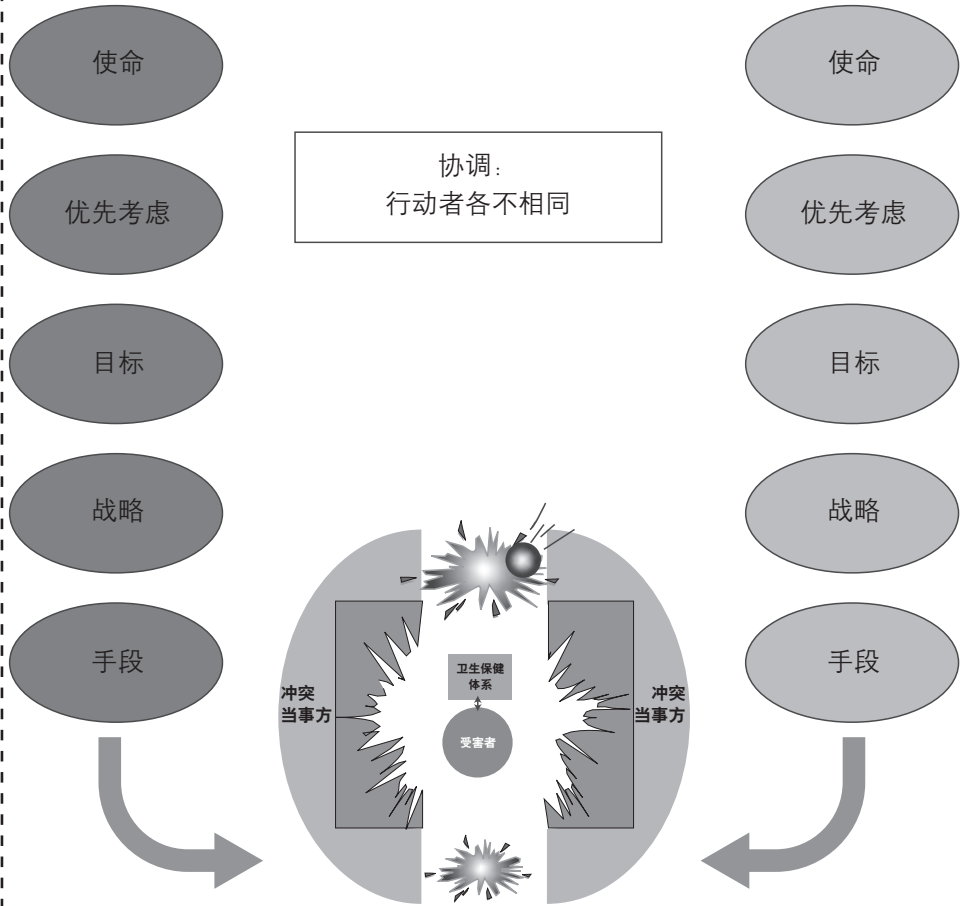 使命
优先考虑
目标
战略
手段
协调：
行动者各不相同
使命
优先考虑
目标
战略
手段
冲突
当事方
卫生保健
体系
受害者
冲突
当事方